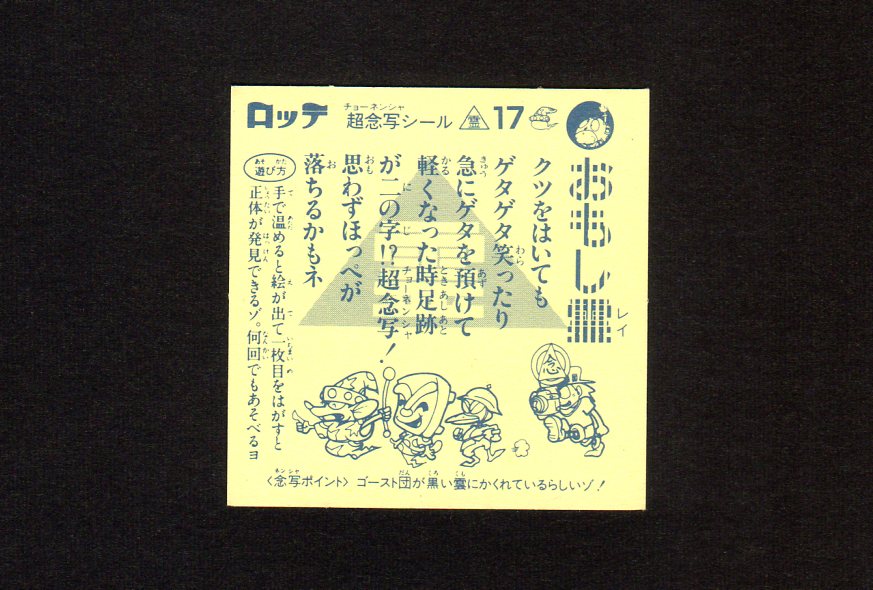 ロッテ 超念写シール 霊 17
チョーネンシャ
おもし霊
レイ
クツをはいても
ゲタゲタ笑ったり
急にゲタを預けて
軽くなった時足跡
が二の字!?超念写!
思わずほっぺが
落ちるかもネ
遊び方
手で温めると絵が出て一枚目をはがすと
正体が発見できるゾ。何回でもあそべるヨ
念
〈念写ポイント〉ゴースト団が黒い雲にかくれているらしいゾ!